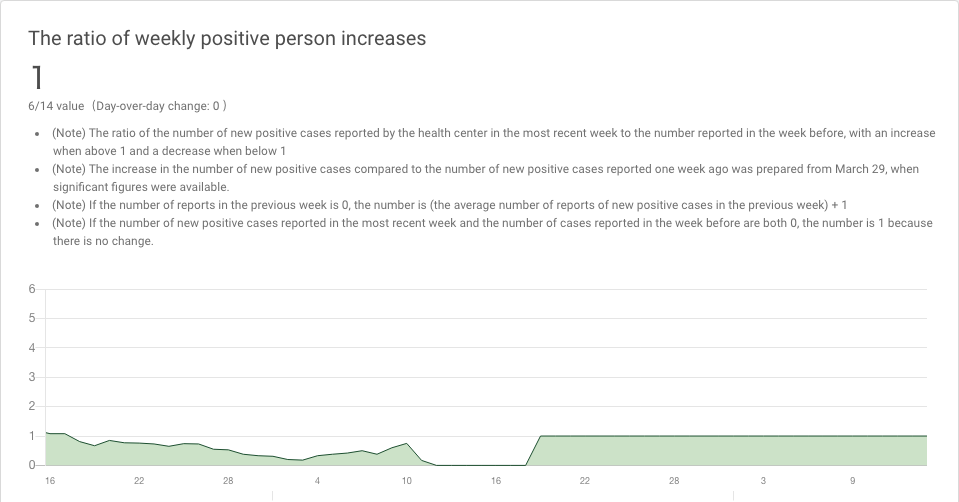 The ratio of weekly positive person increases
1
6/14 value（Day-over-day change: 0 ）
(Note) The ratio of the number of new positive cases reported by the health center in the most recent week to the number reported in the week before, with an increase
when above 1 and a decrease when below 1
(Note) The increase in the number of new positive cases compared to the number of new positive cases reported one week ago was prepared from March 29, when
significant figures were available.
(Note) If the number of reports in the previous week is 0, the number is (the average number of reports of new positive cases in the previous week) + 1
(Note) If the number of new positive cases reported in the most recent week and the number of cases reported in the week before are both 0, the number is 1 because
there is no change.
6
5
4
3
2
1
0
16 22 28 4 10 16 22 28 3 9